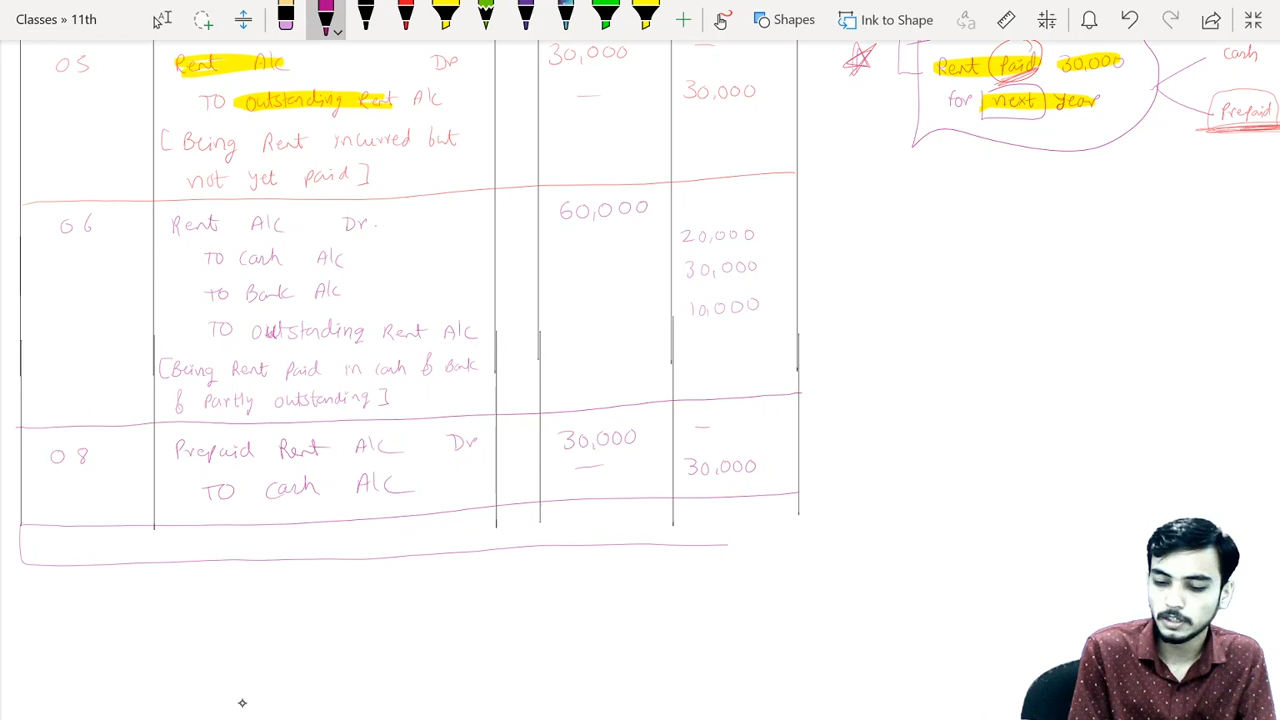 Classes » 11th
Shapes
Ink to Shape
05 Rent A/c Dr 30,000 —
To Outstanding Rent A/c — 30,000
[Being Rent incurred but
not yet paid]
06 Rent A/c Dr. 60,000
To Cash A/c 20,000
To Bank A/c 30,000
To Outstanding Rent A/c 10,000
[Being Rent Paid in cash & Bank
& Partly outstanding]
08 Prepaid Rent A/c Dr 30,000 —
To Cash A/c — 30,000
Rent Paid 30,000
for next year
Cash
Prepaid